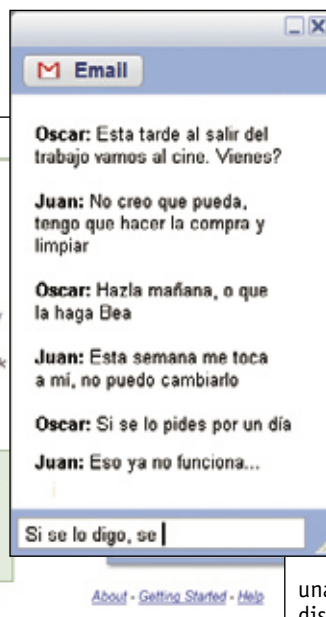 Email
Oscar: Esta tarde al salir del
trabajo vamos al cine. Vienes?
Juan: No creo que pueda,
tengo que hacer la compra y
limpiar
Oscar: Hazla mañana, o que
la haga Bea
Juan: Esta semana me toca
a mí, no puedo cambiarlo
Oscar: Si se lo pides por un día
Juan: Eso ya no funciona...
Si se lo digo, se
About - Getting Started - Help
una